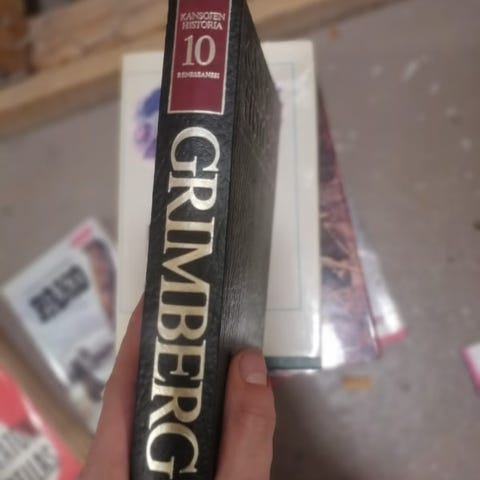 KANSOJEN
HISTORIA
10
RENESSANSSI
GRIMBERG